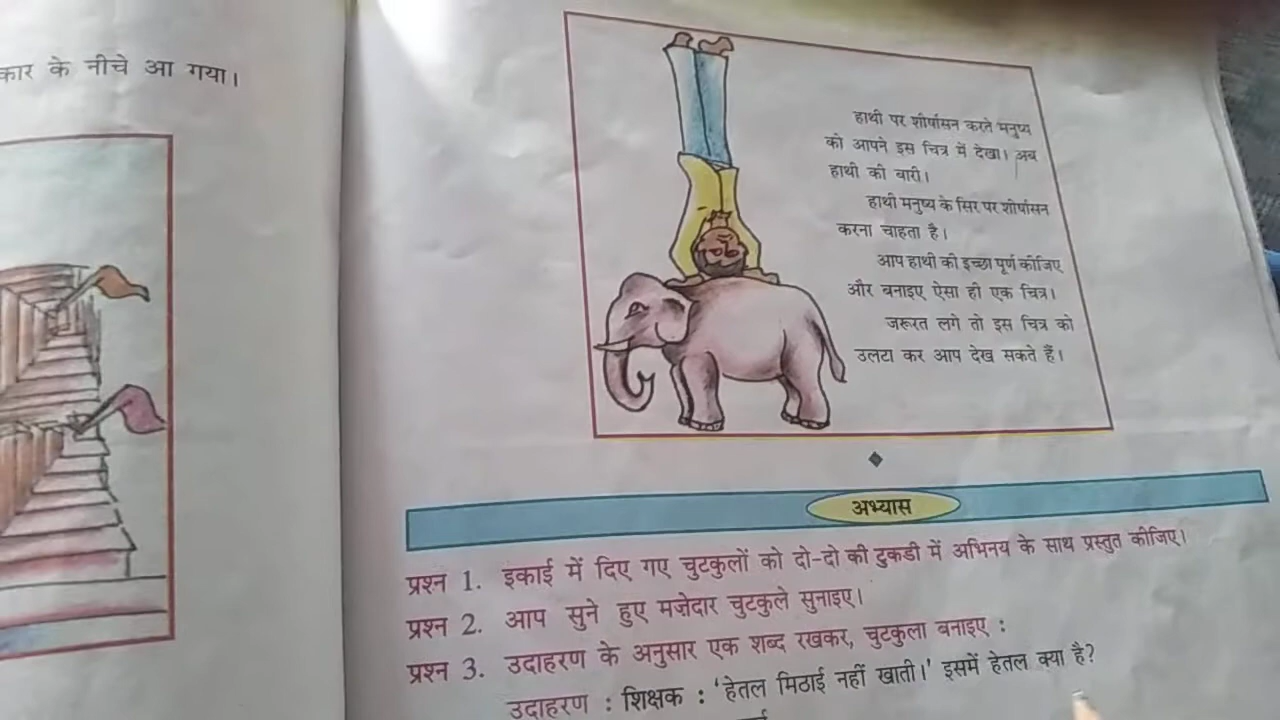 कार के नीचे आ गया।
हाथी पर शीर्षासन करते मनुष्य
को आपने इस चित्र में देखा। अब
हाथी की बारी।
हाथी मनुष्य के सिर पर शीर्षासन
करना चाहता है।
आप हाथी की इच्छा पूर्ण कीजिए
और बनाइए ऐसा ही एक चित्र।
जरूरत लगे तो इस चित्र को
उलटा कर आप देख सकते हैं।
अभ्यास
प्रश्न 1. इकाई में दिए गए चुटकुलों को दो-दो की टुकडी में अभिनय के साथ प्रस्तुत कीजिए।
प्रश्न 2. आप सुने हुए मज़ेदार चुटकुले सुनाइए।
प्रश्न 3. उदाहरण के अनुसार एक शब्द रखकर, चुटकुला बनाइए :
उदाहरण : शिक्षक : 'हेतल मिठाई नहीं खाती।' इसमें हेतल क्या है?